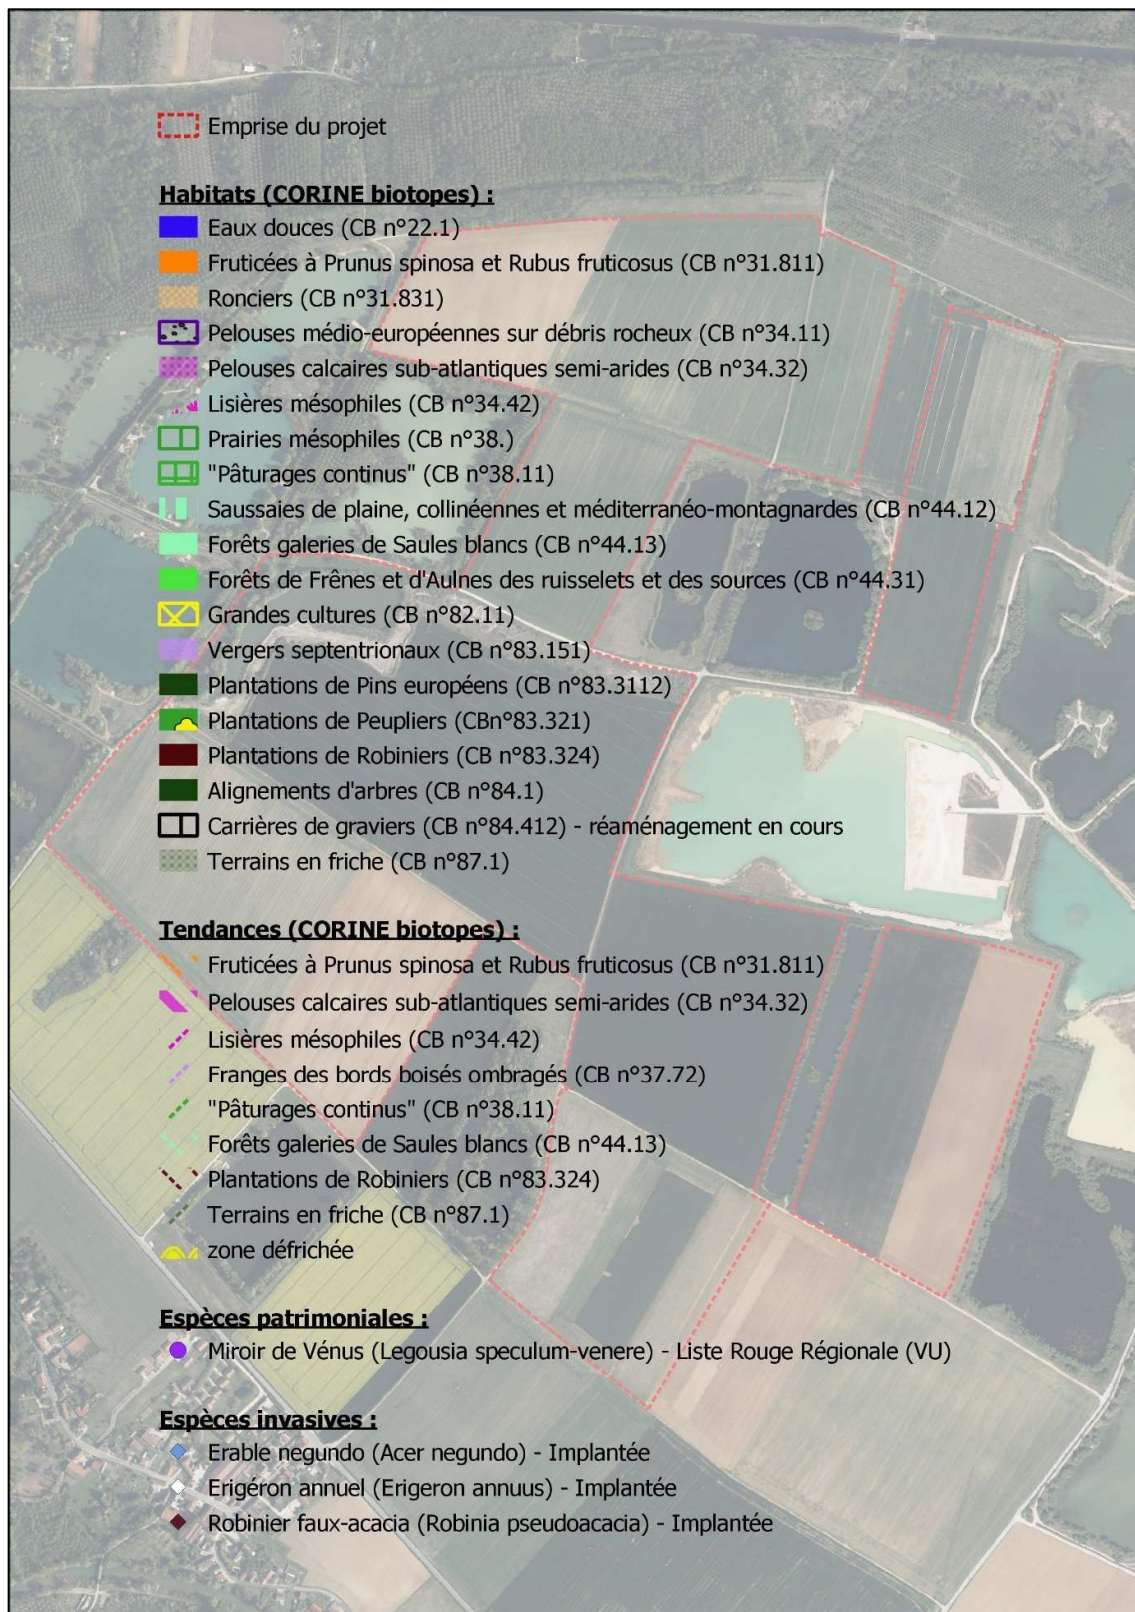 Emprise du projet
Habitats (CORINE biotopes) :
Eaux douces (CB n°22.1)
Fruticées à Prunus spinosa et Rubus fruticosus (CB n°31.811)
Ronciers (CB n°31.831)
Pelouses médio-européennes sur débris rocheux (CB n°34.11)
Pelouses calcaires sub-atlantiques semi-arides (CB n°34.32)
Lisières mésophiles (CB n°34.42)
Prairies mésophiles (CB n°38.)
"Pâturages continus" (CB n°38.11)
Saussaies de plaine, collinéennes et méditerranéo-montagnardes (CB n°44.12)
Forêts galeries de Saules blancs (CB n°44.13)
Forêts de Frênes et d'Aulnes des ruisselets et des sources (CB n°44.31)
Grandes cultures (CB n°82.11)
Vergers septentrionaux (CB n°83.151)
Plantations de Pins européens (CB n°83.3112)
Plantations de Peupliers (CBn°83.321)
Plantations de Robiniers (CB n°83.324)
Alignements d'arbres (CB n°84.1)
Carrières de graviers (CB n°84.412) - réaménagement en cours
Terrains en friche (CB n°87.1)
Tendances (CORINE biotopes) :
Fruticées à Prunus spinosa et Rubus fruticosus (CB n°31.811)
Pelouses calcaires sub-atlantiques semi-arides (CB n°34.32)
Lisières mésophiles (CB n°34.42)
Franges des bords boisés ombragés (CB n°37.72)
"Pâturages continus" (CB n°38.11)
Forêts galeries de Saules blancs (CB n°44.13)
Plantations de Robiniers (CB n°83.324)
Terrains en friche (CB n°87.1)
zone défrichée
Espèces patrimoniales :
Miroir de Vénus (Legousia speculum-venere) - Liste Rouge Régionale (VU)
Espèces invasives :
Erable negundo (Acer negundo) - Implantée
Erigéron annuel (Erigeron annuus) - Implantée
Robinier faux-acacia (Robinia pseudoacacia) - Implantée